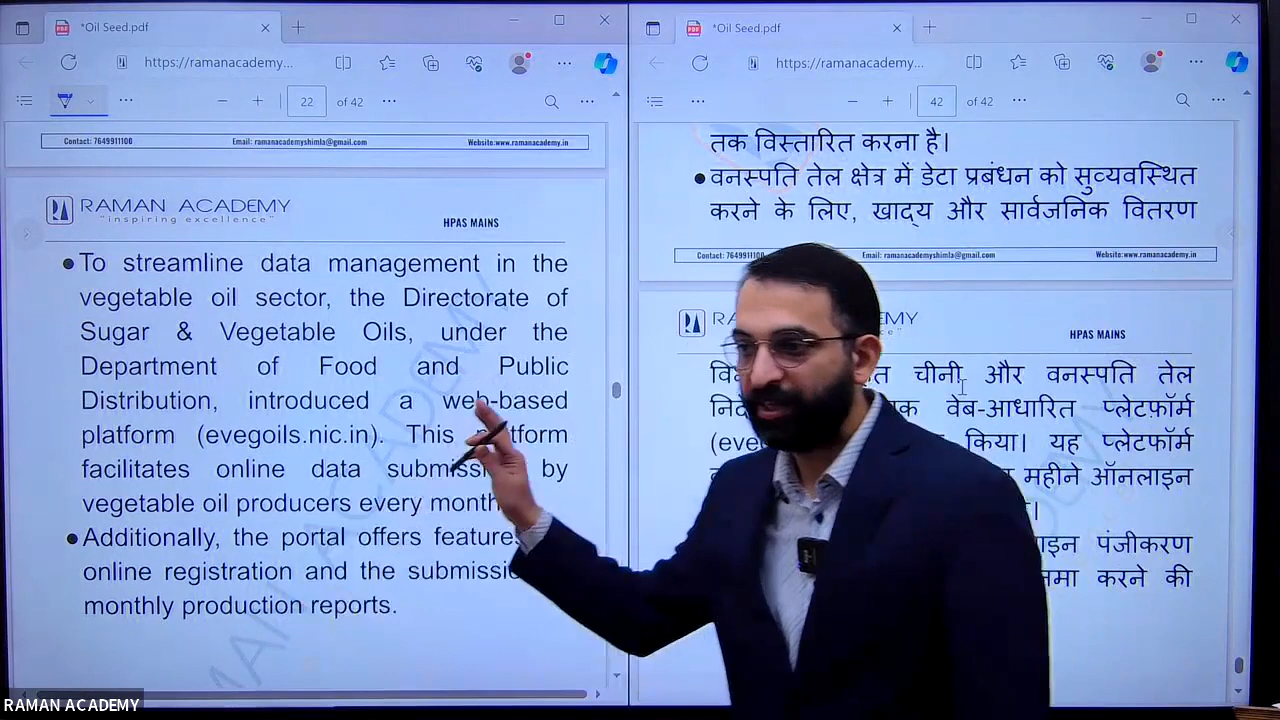 *Oil Seed.pdf
https://ramanacademy...
22 of 42
Contact: 7649911100 Email: ramanacademyshimla@gmail.com Website:www.ramanacademy.in
RAMAN ACADEMY
"inspiring excellence"
HPAS MAINS
To streamline data management in the
vegetable oil sector, the Directorate of
Sugar & Vegetable Oils, under the
Department of Food and Public
Distribution, introduced a web-based
platform (evegoils.nic.in). This
facilitates online data by
vegetable oil producers every month
Additionally, the portal offers
online registration and the
monthly production reports.
RAMAN ACADEMY
*Oil Seed.pdf
https://ramanacademy...
42 of 42
तक विस्तारित करना है।
वनस्पति तेल क्षेत्र में डेटा प्रबंधन को सुव्यवस्थित
करने के लिए, खाद्य और सार्वजनिक वितरण
Email: ramanacademyshimla@gmail.com Website:www.ramanacademy.in
HPAS MAINS
चीनी और वनस्पति तेल
वेब-आधारित प्लेटफ़ॉर्म
किया। यह प्लेटफॉर्म
महीने ऑनलाइन
पंजीकरण
करने की